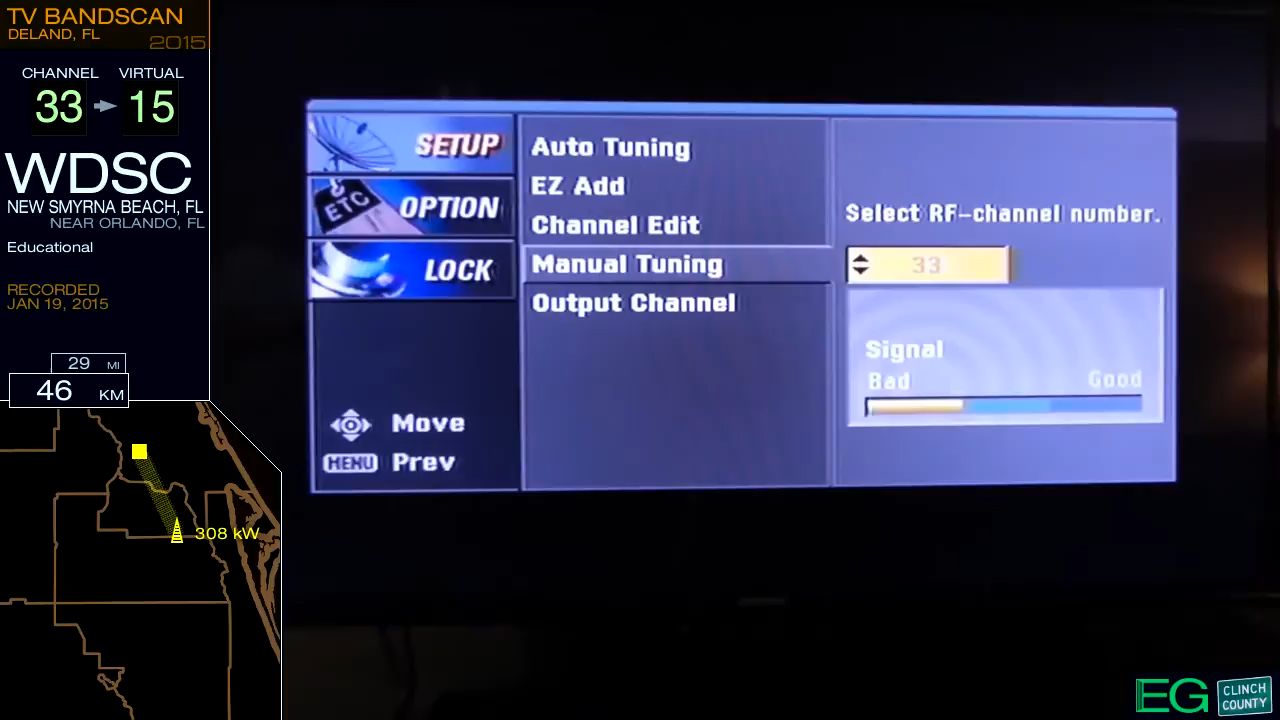 TV BANDSCAN
DELAND, FL
2015
CHANNEL VIRTUAL
33 15
WDSC
NEW SMYRNA BEACH, FL
NEAR ORLANDO, FL
Educational
RECORDED
JAN 19, 2015
29 MI
46 KM
308 kW
SETUP
ETC OPTION
LOCK
Move
MENU Prev
Auto Tuning
EZ Add
Channel Edit
Manual Tuning
Output Channel
Select RF-channel number.
33
Signal
Bad Good
EG CLINCH
COUNTY